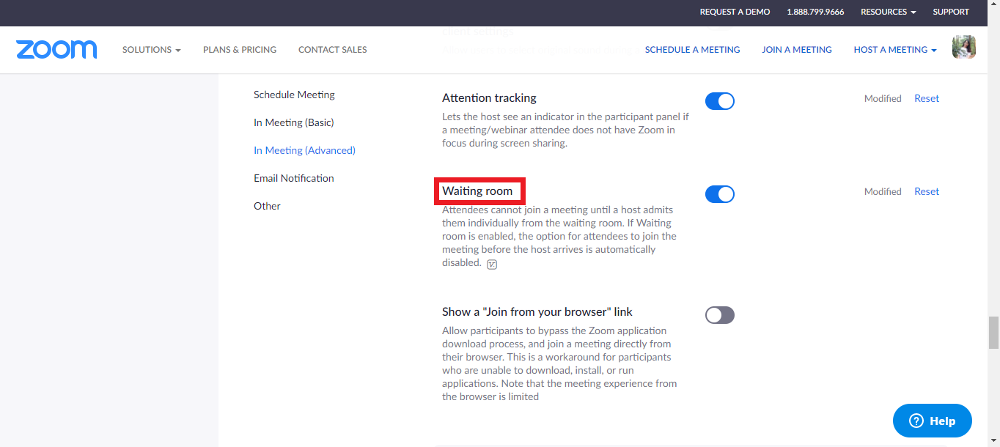 REQUEST A DEMO 1.888.799.9666 RESOURCES SUPPORT
zoom SOLUTIONS PLANS & PRICING CONTACT SALES SCHEDULE A MEETING JOIN A MEETING HOST A MEETING
client settings
Schedule Meeting
In Meeting (Basic)
In Meeting (Advanced)
Email Notification
Other
Attention tracking
Lets the host see an indicator in the participant panel if
a meeting/webinar attendee does not have Zoom in
focus during screen sharing.
Modified Reset
Waiting room
Attendees cannot join a meeting until a host admits
them individually from the waiting room. If Waiting
room is enabled, the option for attendees to join the
meeting before the host arrives is automatically
disabled.
Modified Reset
Show a "Join from your browser" link
Allow participants to bypass the Zoom application
download process, and join a meeting directly from
their browser. This is a workaround for participants
who are unable to download, install, or run
applications. Note that the meeting experience from
the browser is limited
Help